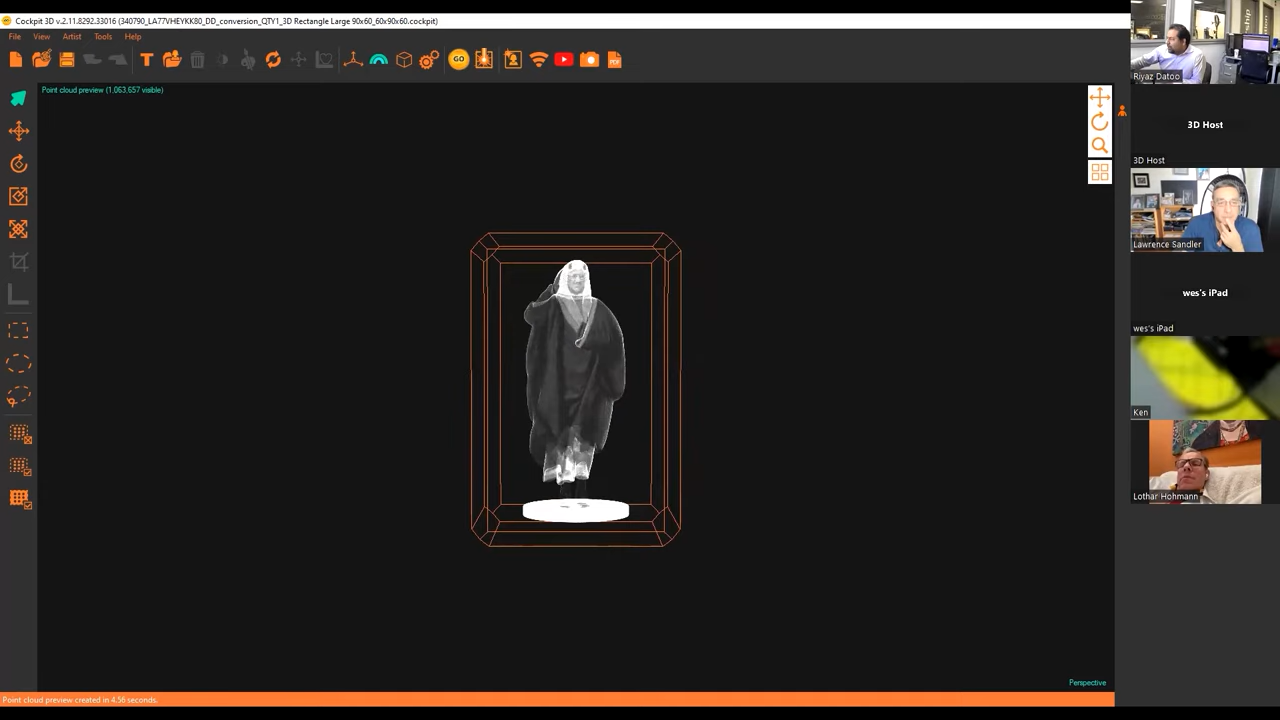 Cockpit 3D v.2.11.8292.33016 (340790_LA77VHEYKK80_DD_conversion_QTY1_3D Rectangle Large 90x60_60x90x60.cockpit)
File View Artist Tools Help
GO
PDF
Point cloud preview (1,063,657 visible)
Perspective
Point cloud preview created in 4.56 seconds.
Riyaz Datoo
3D Host
3D Host
Lawrence Sandler
wes's iPad
wes's iPad
Ken
Lothar Hohmann